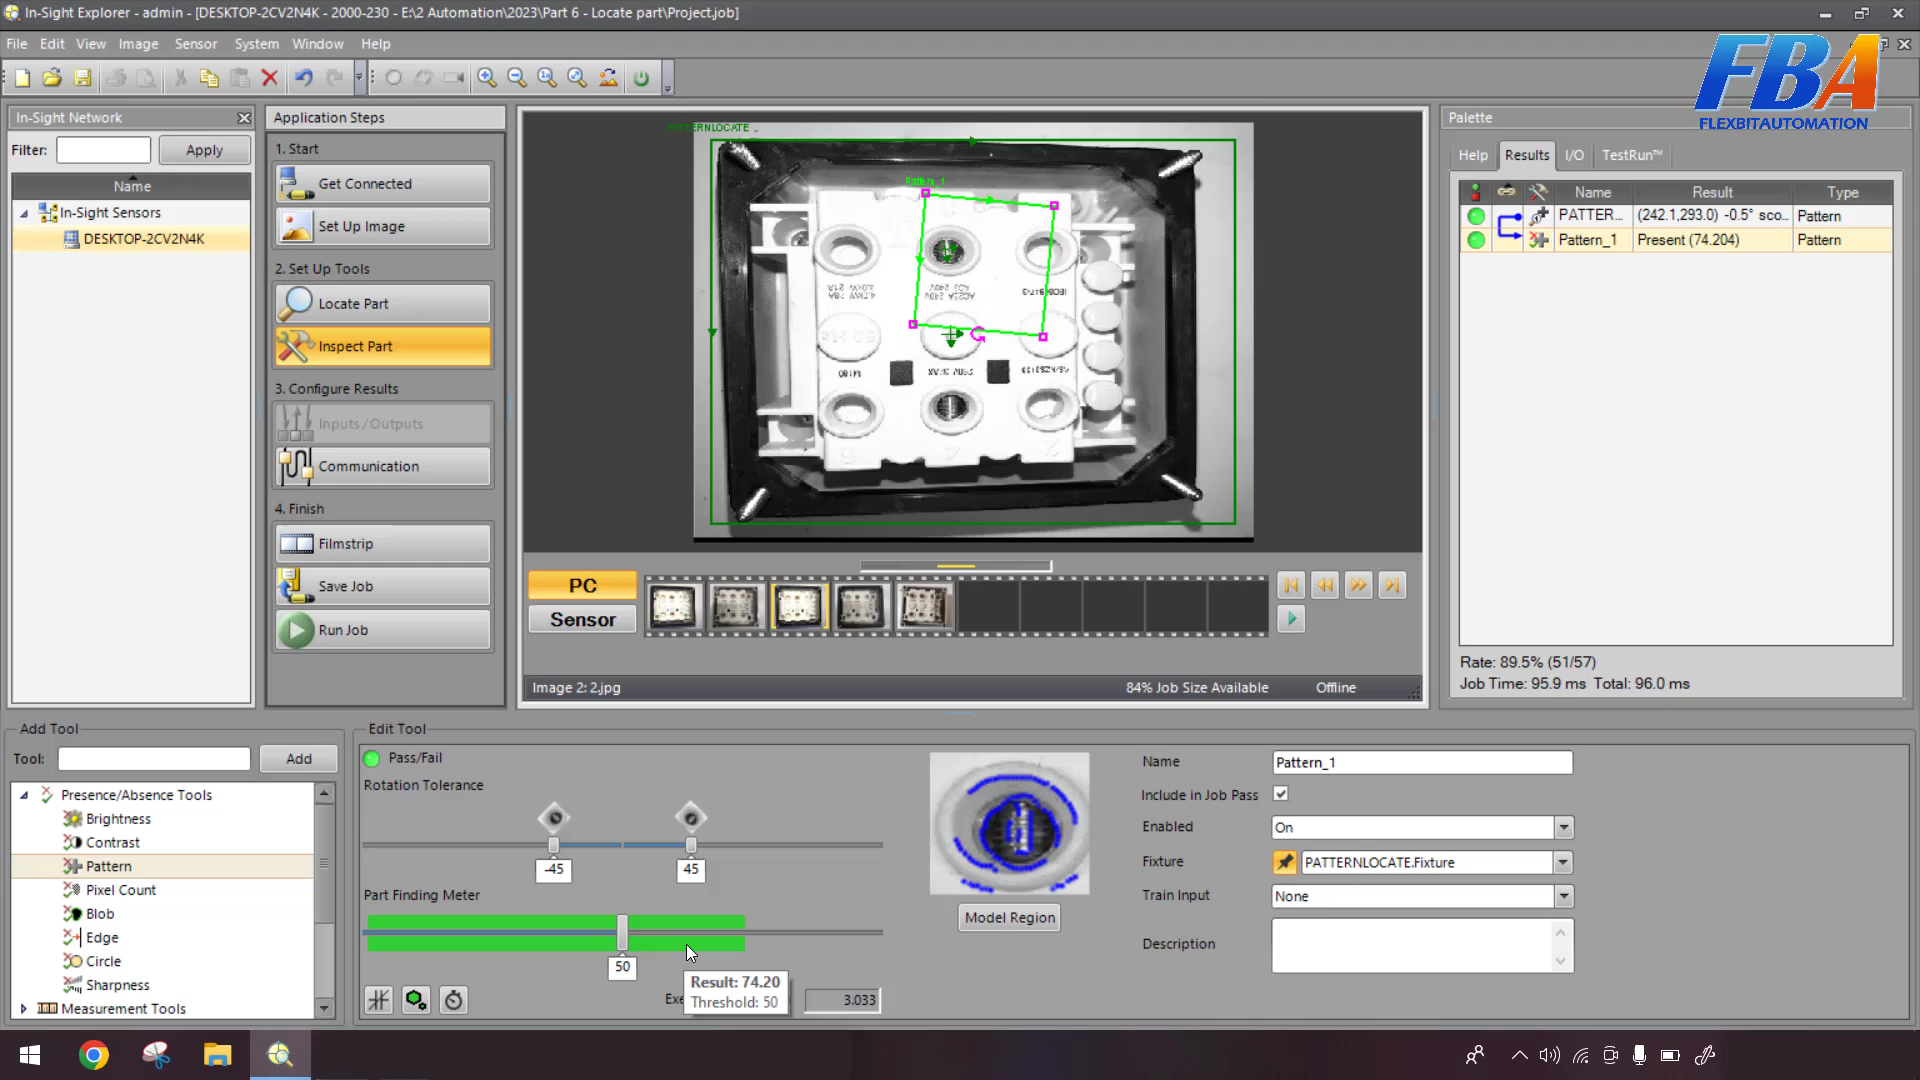 In-Sight Explorer - admin - [DESKTOP-2CV2N4K - 2000-230 - E:\2 Automation\2023\Part 6 - Locate part\Project.job]
File Edit View Image Sensor System Window Help
FBA
FLEXBITAUTOMATION
In-Sight Network
Filter:
Apply
Name
In-Sight Sensors
DESKTOP-2CV2N4K
Application Steps
1. Start
Get Connected
Set Up Image
2. Set Up Tools
Locate Part
Inspect Part
3. Configure Results
Inputs/Outputs
Communication
4. Finish
Filmstrip
Save Job
Run Job
Pattern_1
PC
Sensor
Image 2: 2.jpg
84% Job Size Available
Offline
Palette
Help Results I/O TestRun™
Name Result Type
PATTER... (242.1,293.0) -0.5° sco... Pattern
Pattern_1 Present (74.204) Pattern
Rate: 89.5% (51/57)
Job Time: 95.9 ms Total: 96.0 ms
Add Tool
Tool:
Add
Presence/Absence Tools
Brightness
Contrast
Pattern
Pixel Count
Blob
Edge
Circle
Sharpness
Measurement Tools
Edit Tool
Pass/Fail
Rotation Tolerance
-45
45
Part Finding Meter
50
Result: 74.20
Threshold: 50
Exe
3.033
Model Region
Name Pattern_1
Include in Job Pass
Enabled On
Fixture PATTERNLOCATE.Fixture
Train Input None
Description